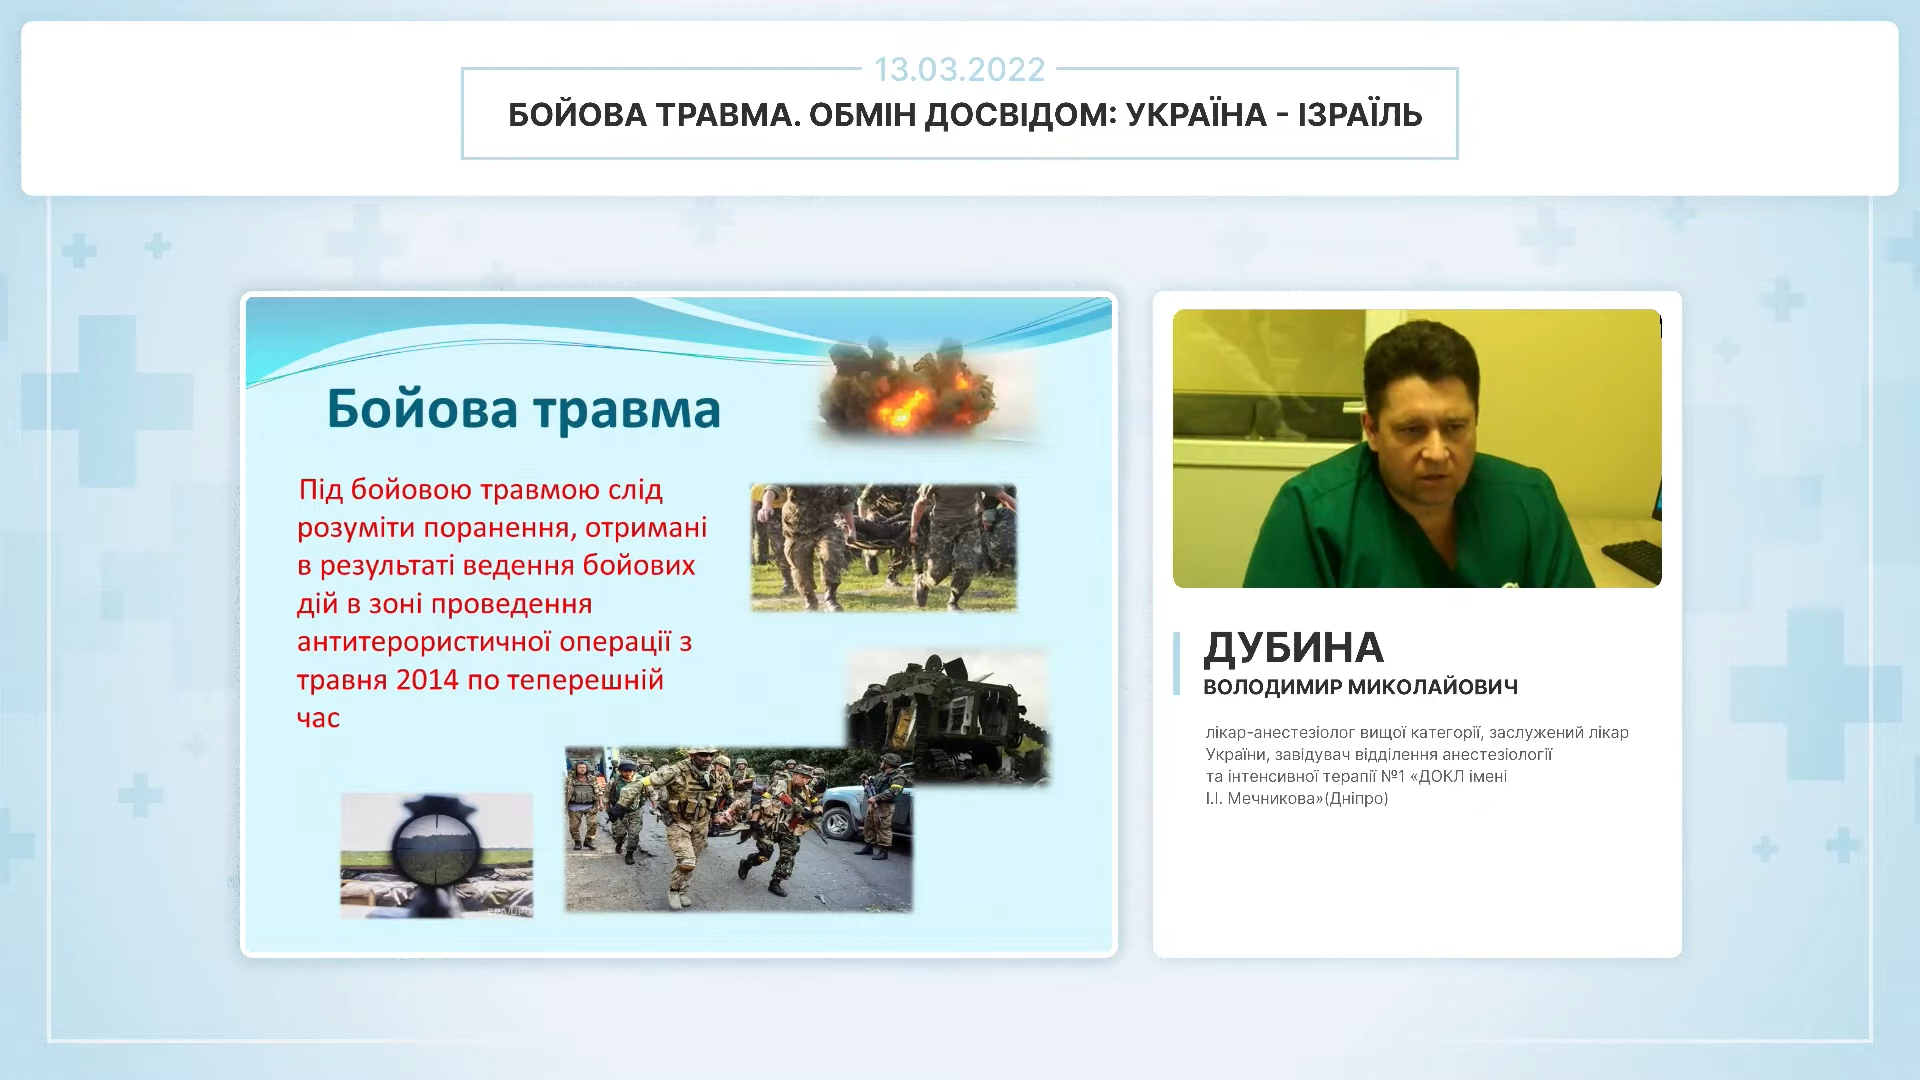 13.03.2022
БОЙОВА ТРАВМА. ОБМІН ДОСВІДОМ: УКРАЇНА - ІЗРАЇЛЬ
Бойова травма
Під бойовою травмою слід
розуміти поранення, отримані
в результаті ведення бойових
дій в зоні проведення
антитерористичної операції з
травня 2014 по теперешній
час
ДУБИНА
ВОЛОДИМИР МИКОЛАЙОВИЧ
лікар-анестезіолог вищої категорії, заслужений лікар
України, завідувач відділення анестезіології
та інтенсивної терапії №1 «ДОКЛ імені
І.І. Мечникова»(Дніпро)